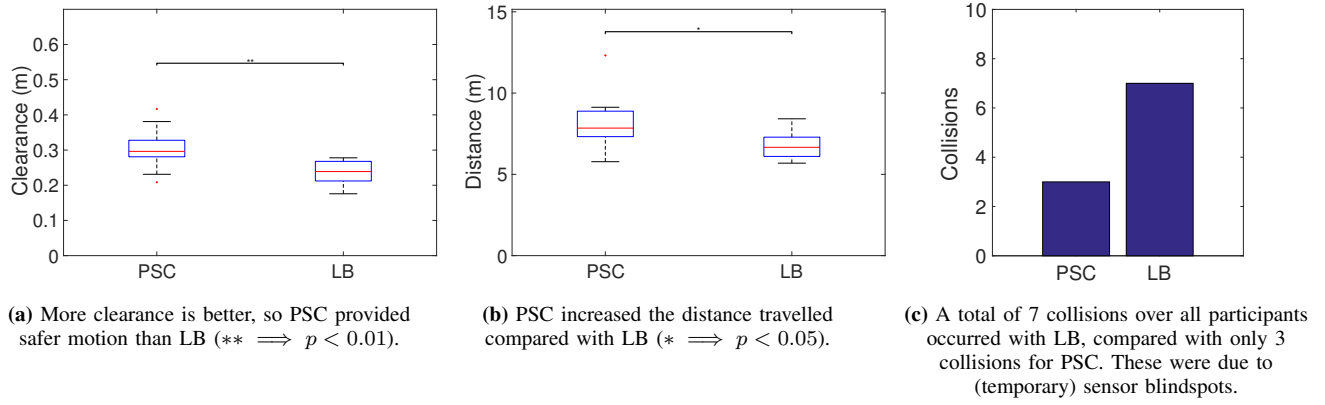 0.6
0.5
0.4
0.3
0.2
0.1
0
Clearance (m)
**
PSC LB
(a) More clearance is better, so PSC provided
safer motion than LB (∗∗ ⟹ p < 0.01).
15
10
5
0
Distance (m)
*
PSC LB
(b) PSC increased the distance travelled
compared with LB (∗ ⟹ p < 0.05).
10
8
6
4
2
0
Collisions
PSC LB
(c) A total of 7 collisions over all participants
occurred with LB, compared with only 3
collisions for PSC. These were due to
(temporary) sensor blindspots.